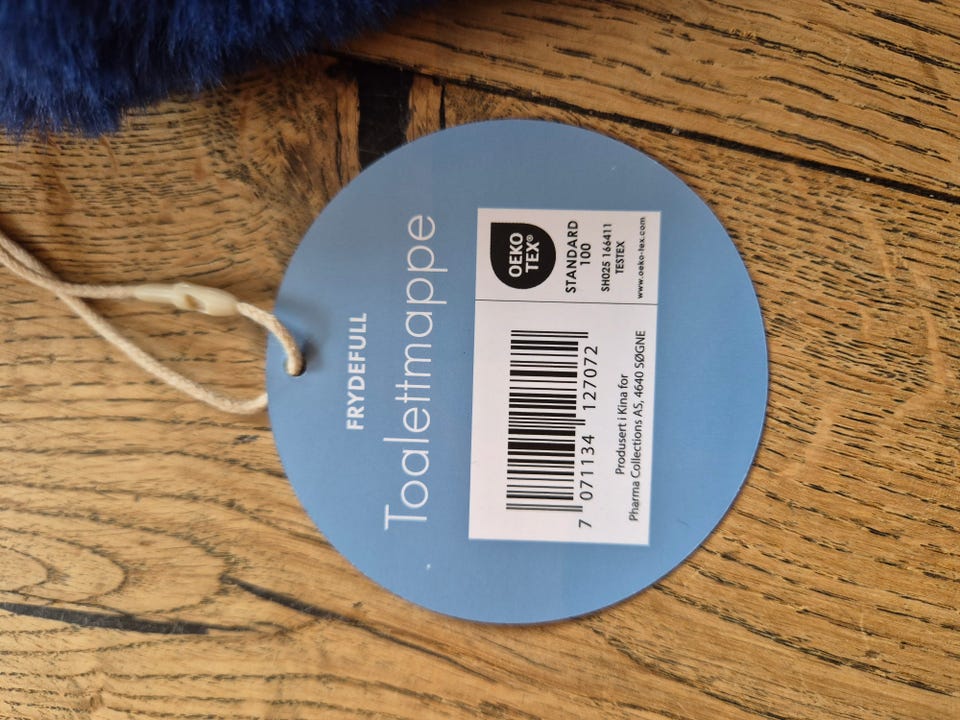 FRYDEFULL
Toalettmappe
7 071134 127072
Produsert i Kina for
Pharma Collections AS, 4640 SØGNE
OEKO
TEX®
STANDARD
100
SH025 166411
TESTEX
www.oeko-tex.com